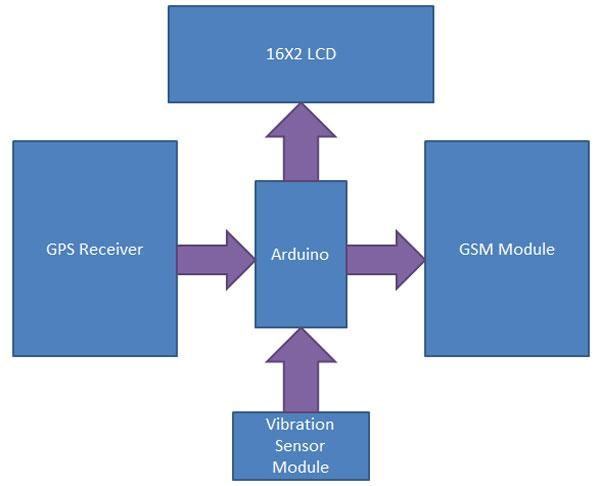 16X2 LCD
GPS Receiver
Arduino
GSM Module
Vibration
Sensor
Module